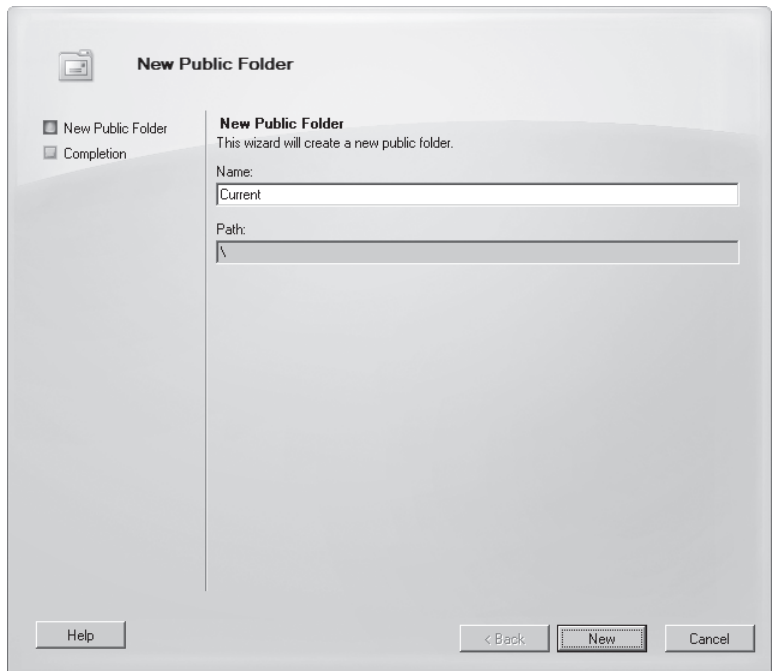 New Public Folder
New Public Folder
Completion
New Public Folder
This wizard will create a new public folder.
Name:
Current
Path:
\
Help
< Back
New
Cancel